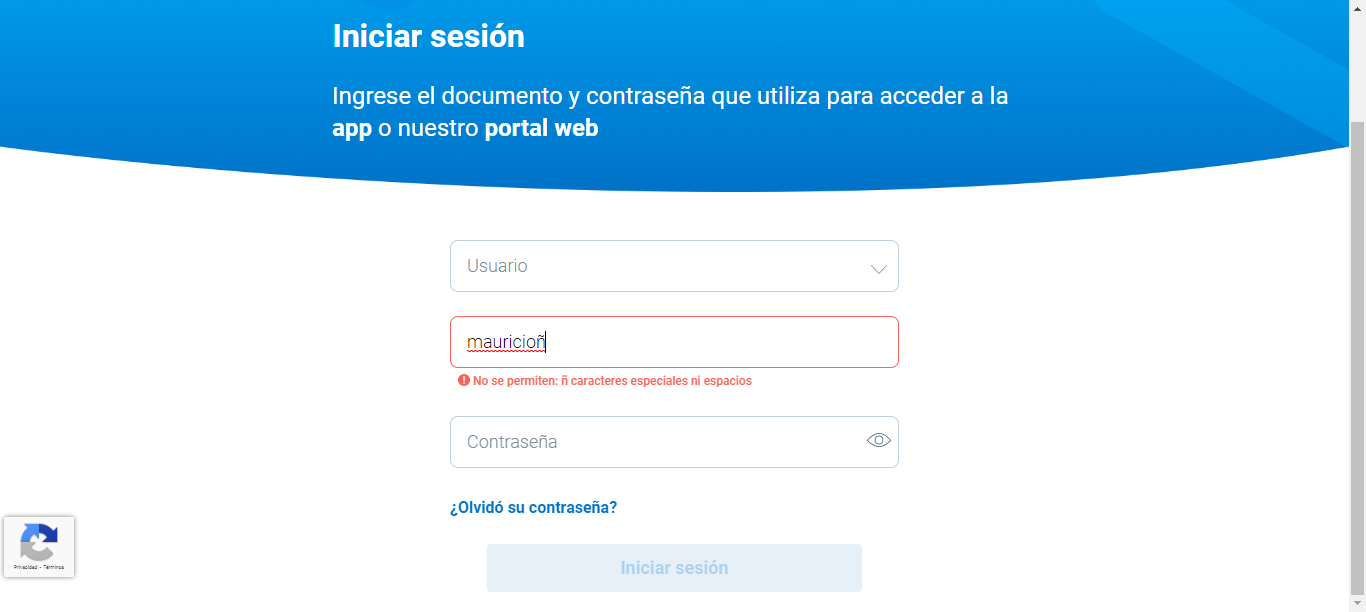 Iniciar sesión
Ingrese el documento y contraseña que utiliza para acceder a la
app o nuestro portal web
Usuario
mauricioñ
No se permiten: ñ caracteres especiales ni espacios
Contraseña
¿Olvidó su contraseña?
Privacidad - Términos
Iniciar sesión